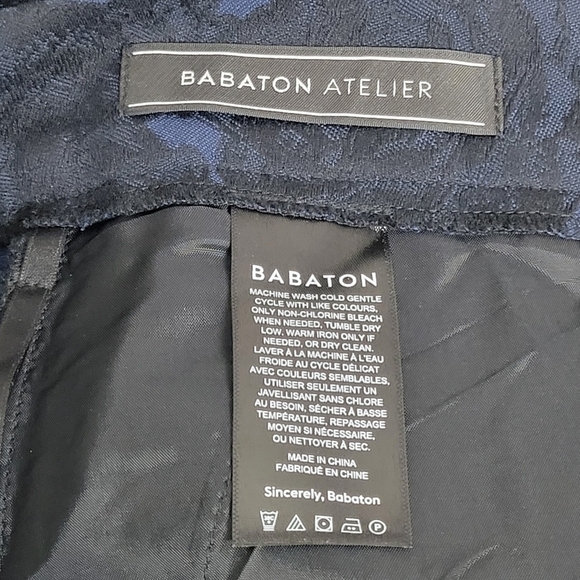 BABATON ATELIER
BABATON
MACHINE WASH COLD GENTLE
CYCLE WITH LIKE COLOURS,
ONLY NON-CHLORINE BLEACH
WHEN NEEDED, TUMBLE DRY
LOW. WARM IRON ONLY IF
NEEDED, OR DRY CLEAN.
LAVER À LA MACHINE À L'EAU
FROIDE AU CYCLE DÉLICAT
AVEC COULEURS SEMBLABLES,
UTILISER SEULEMENT UN
JAVELLISANT SANS CHLORE
AU BESOIN, SÉCHER À BASSE
TEMPÉRATURE, REPASSAGE
MOYEN SI NÉCESSAIRE,
OU NETTOYER À SEC.
MADE IN CHINA
FABRIQUÉ EN CHINE
Sincerely, Babaton
30C P